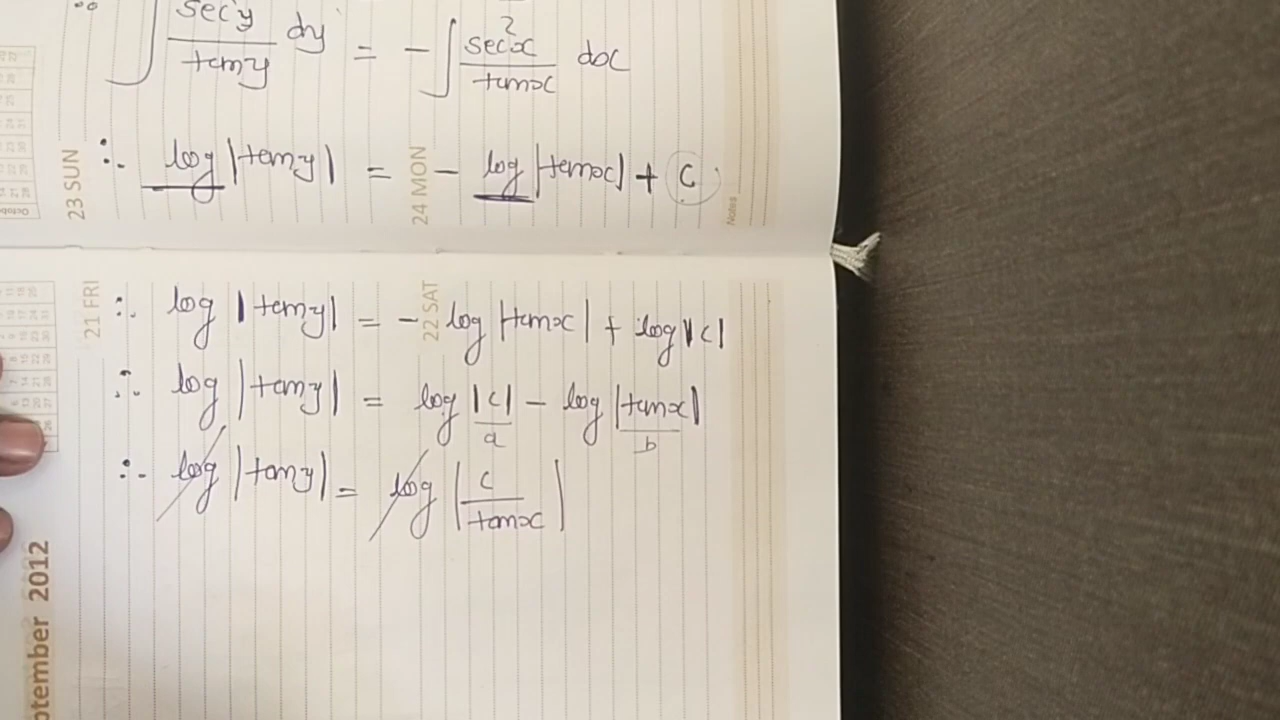 ∴ ∫ sec²y/tany dy = - ∫ sec²x/tanx dx
23 SUN
24 MON
∴ log |tany| = - log |tanx| + c
Notes
21 FRI
22 SAT
∴ log |tany| = - log |tanx| + log |c|
∴ log |tany| = log |c| - log |tanx|
a b
∴ log |tany| = log |c/tanx|
ptember 2012